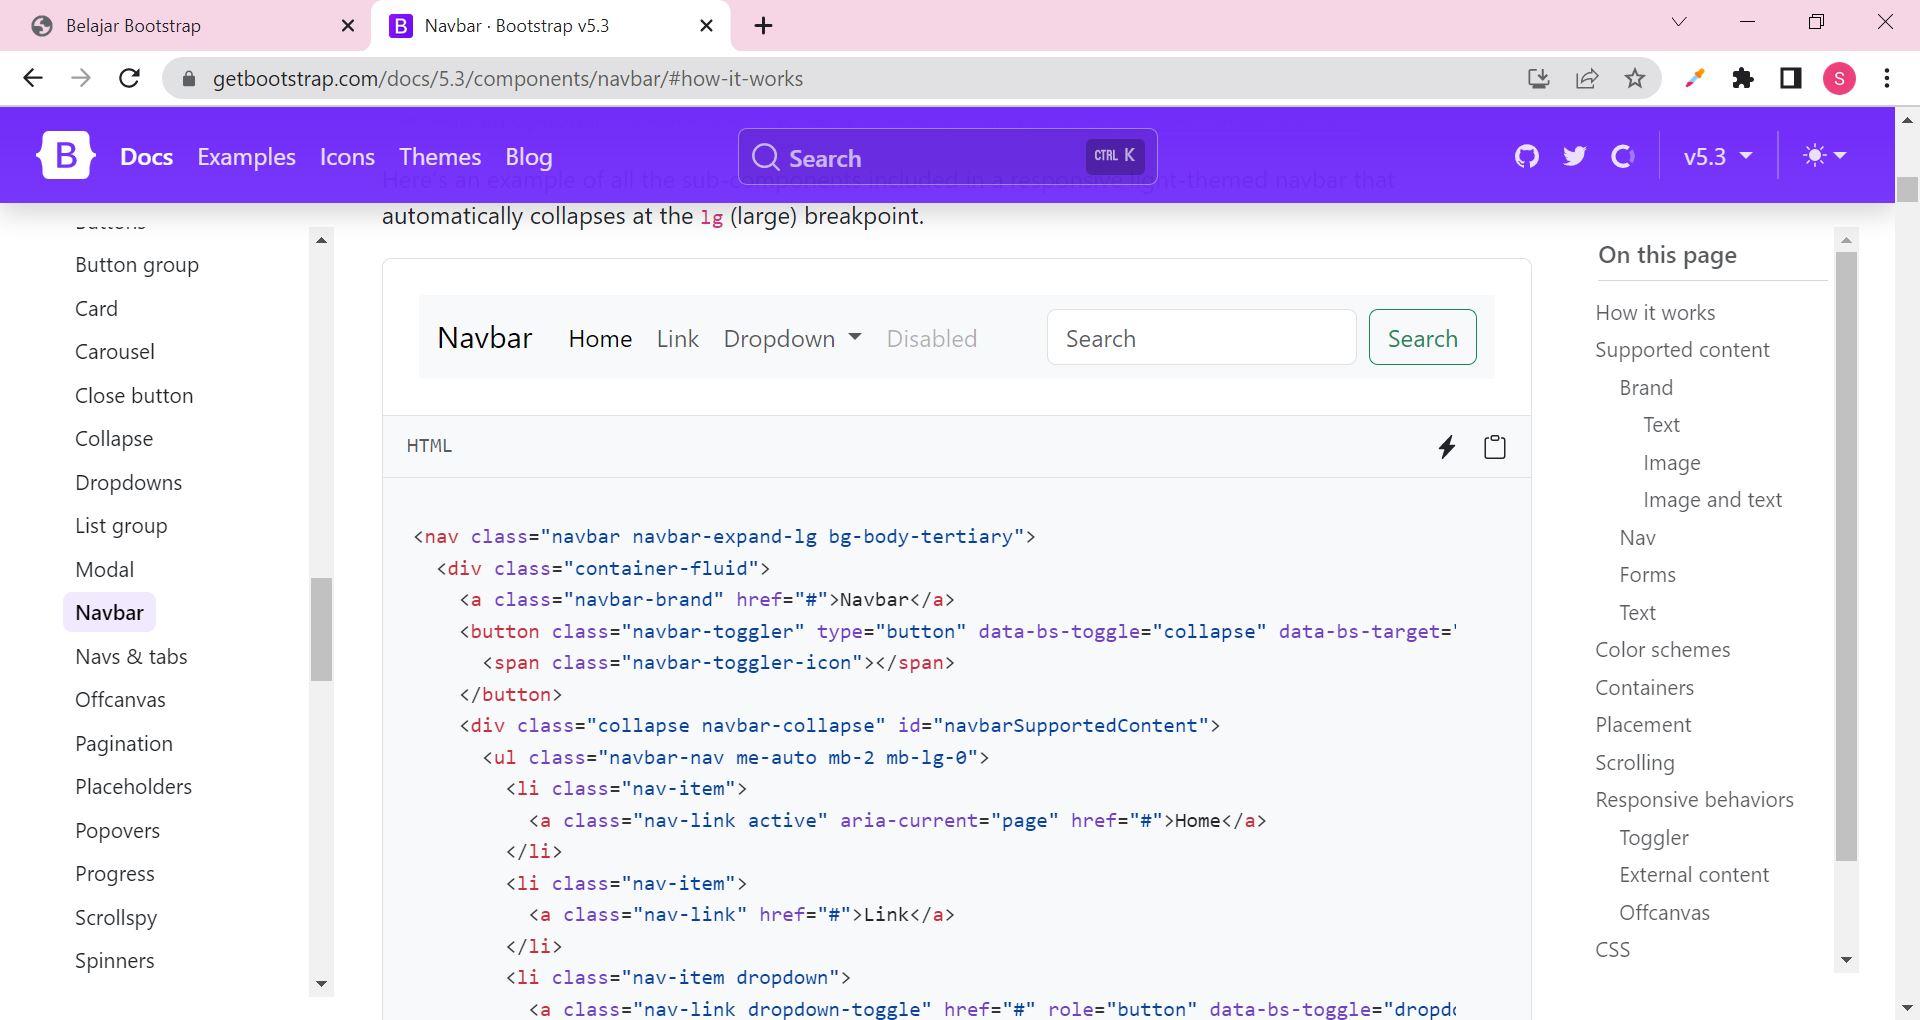 Belajar Bootstrap
Navbar · Bootstrap v5.3
getbootstrap.com/docs/5.3/components/navbar/#how-it-works
S
B
Docs
Examples
Icons
Themes
Blog
Search
CTRL K
v5.3
Here's an example of all the sub-components included in a responsive light-themed navbar that
automatically collapses at the lg (large) breakpoint.
Buttons
Button group
Card
Carousel
Close button
Collapse
Dropdowns
List group
Modal
Navbar
Navs & tabs
Offcanvas
Pagination
Placeholders
Popovers
Progress
Scrollspy
Spinners
Navbar Home Link Dropdown Disabled Search Search
HTML
<nav class="navbar navbar-expand-lg bg-body-tertiary">
<div class="container-fluid">
<a class="navbar-brand" href="#">Navbar</a>
<button class="navbar-toggler" type="button" data-bs-toggle="collapse" data-bs-target="
<span class="navbar-toggler-icon"></span>
</button>
<div class="collapse navbar-collapse" id="navbarSupportedContent">
<ul class="navbar-nav me-auto mb-2 mb-lg-0">
<li class="nav-item">
<a class="nav-link active" aria-current="page" href="#">Home</a>
</li>
<li class="nav-item">
<a class="nav-link" href="#">Link</a>
</li>
<li class="nav-item dropdown">
<a class="nav-link dropdown-toggle" href="#" role="button" data-bs-toggle="dropd
On this page
How it works
Supported content
Brand
Text
Image
Image and text
Nav
Forms
Text
Color schemes
Containers
Placement
Scrolling
Responsive behaviors
Toggler
External content
Offcanvas
CSS